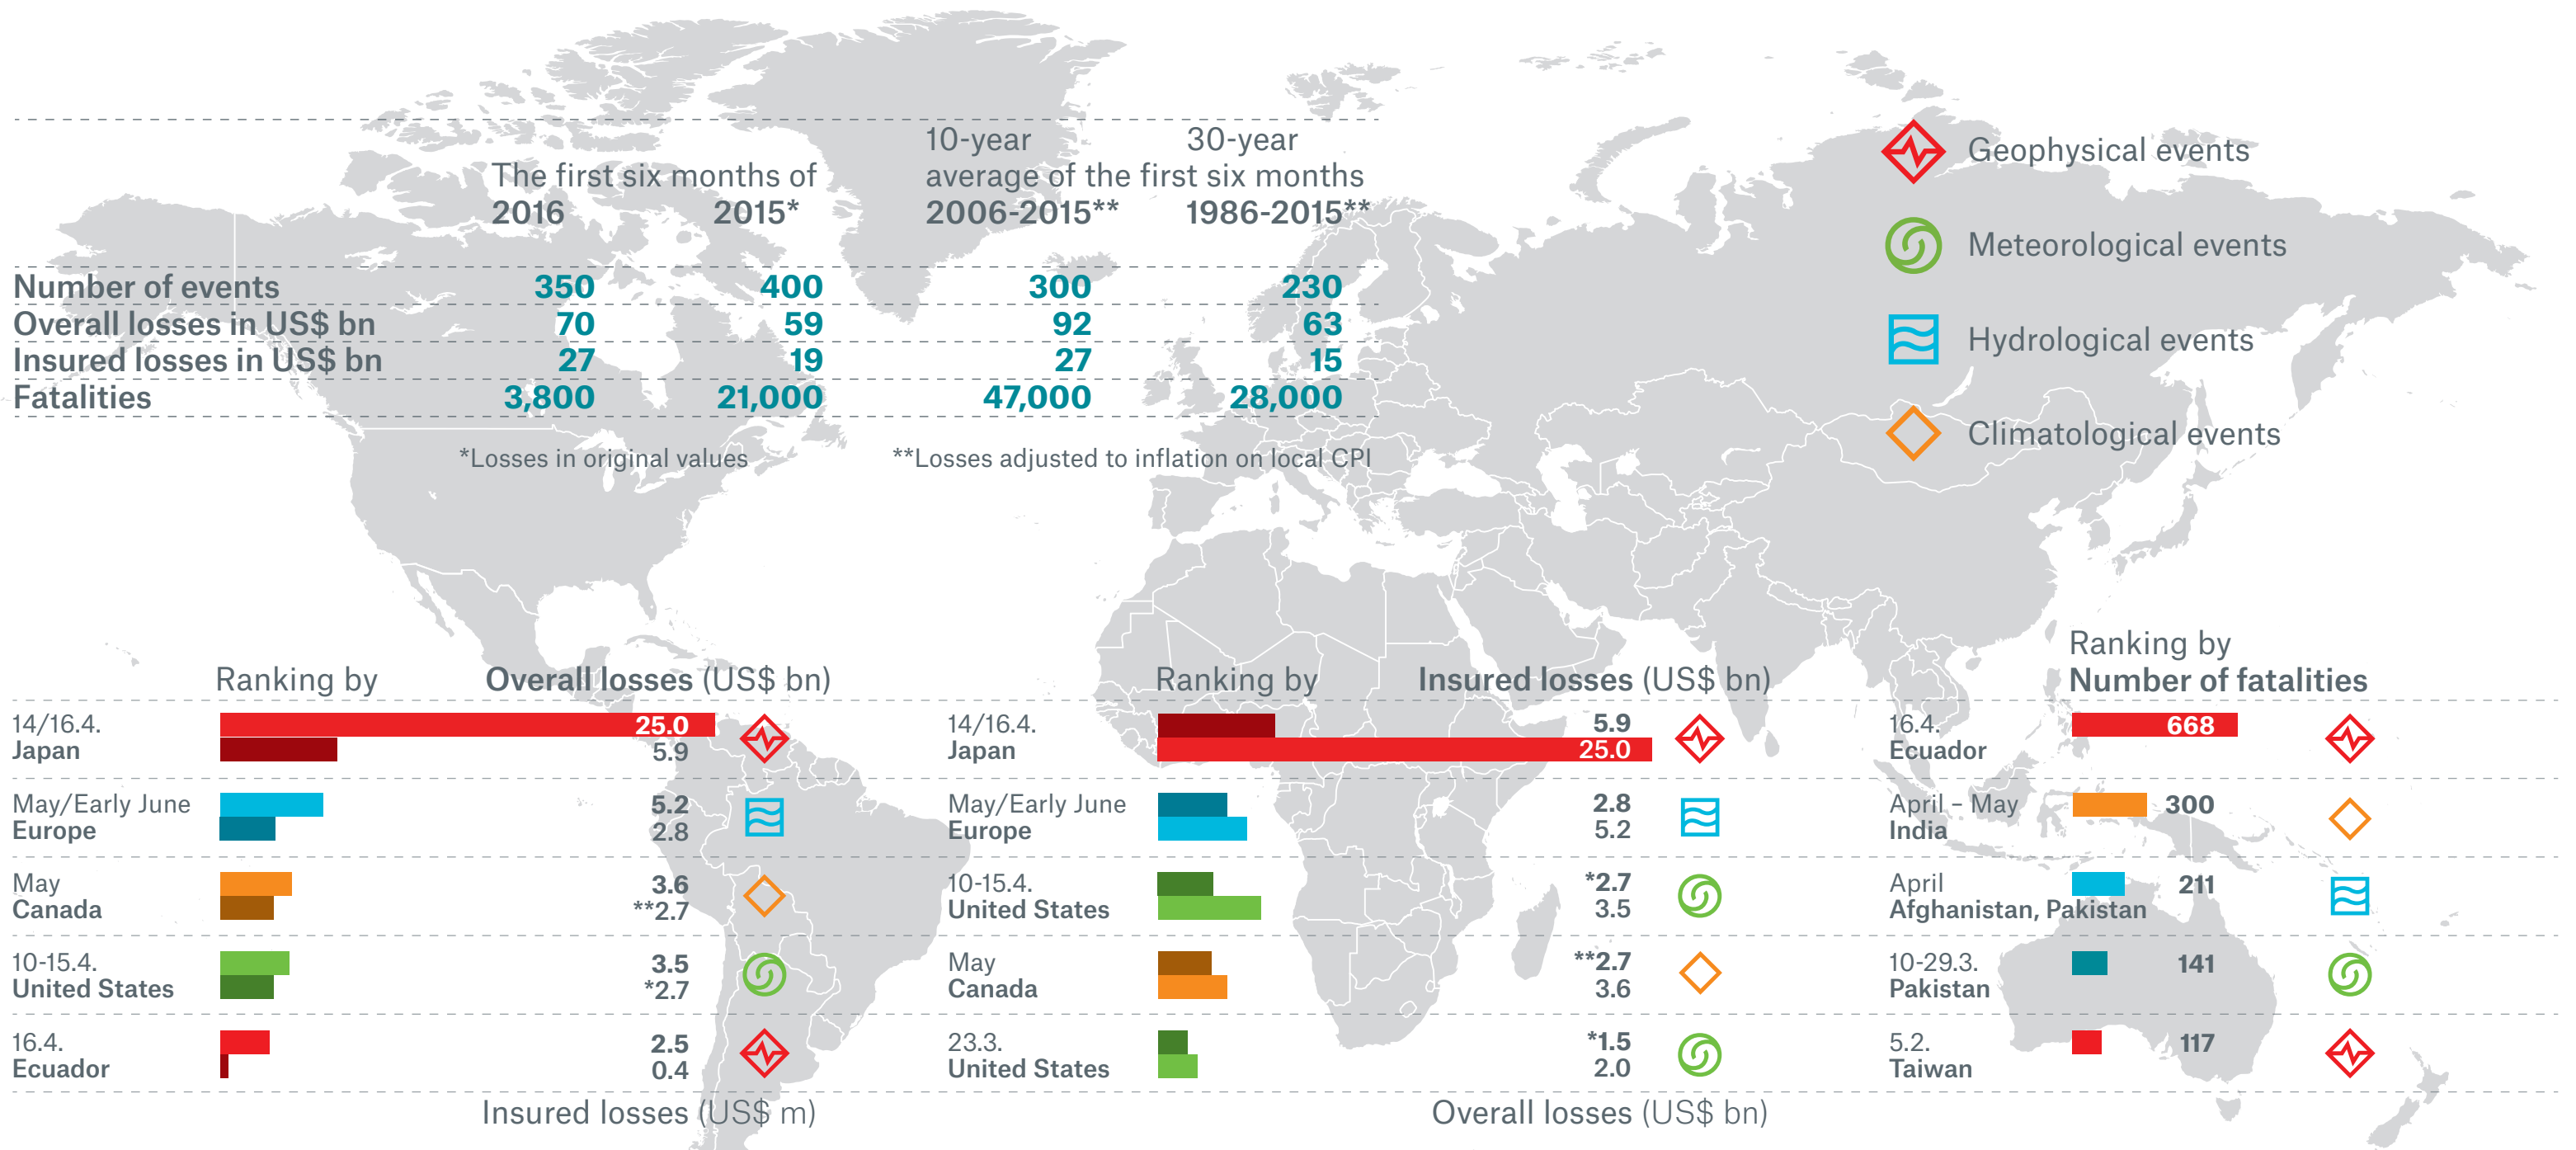 10-year 30-year
The first six months of average of the first six months
2016 2015* 2006-2015** 1986-2015**
Number of events 350 400 300 230
Overall losses in US$ bn 70 59 92 63
Insured losses in US$ bn 27 19 27 15
Fatalities 3,800 21,000 47,000 28,000
*Losses in original values **Losses adjusted to inflation on local CPI
Geophysical events
Meteorological events
Hydrological events
Climatological events
Ranking by Overall losses (US$ bn)
14/16.4. 25.0
Japan 5.9
May/Early June 5.2
Europe 2.8
May 3.6
Canada **2.7
10-15.4. 3.5
United States *2.7
16.4. 2.5
Ecuador 0.4
Insured losses (US$ m)
Ranking by Insured losses (US$ bn)
14/16.4. 5.9
Japan 25.0
May/Early June 2.8
Europe 5.2
10-15.4. *2.7
United States 3.5
May **2.7
Canada 3.6
23.3. *1.5
United States 2.0
Overall losses (US$ bn)
Ranking by
Number of fatalities
16.4. 668
Ecuador
April – May 300
India
April 211
Afghanistan, Pakistan
10-29.3. 141
Pakistan
5.2. 117
Taiwan